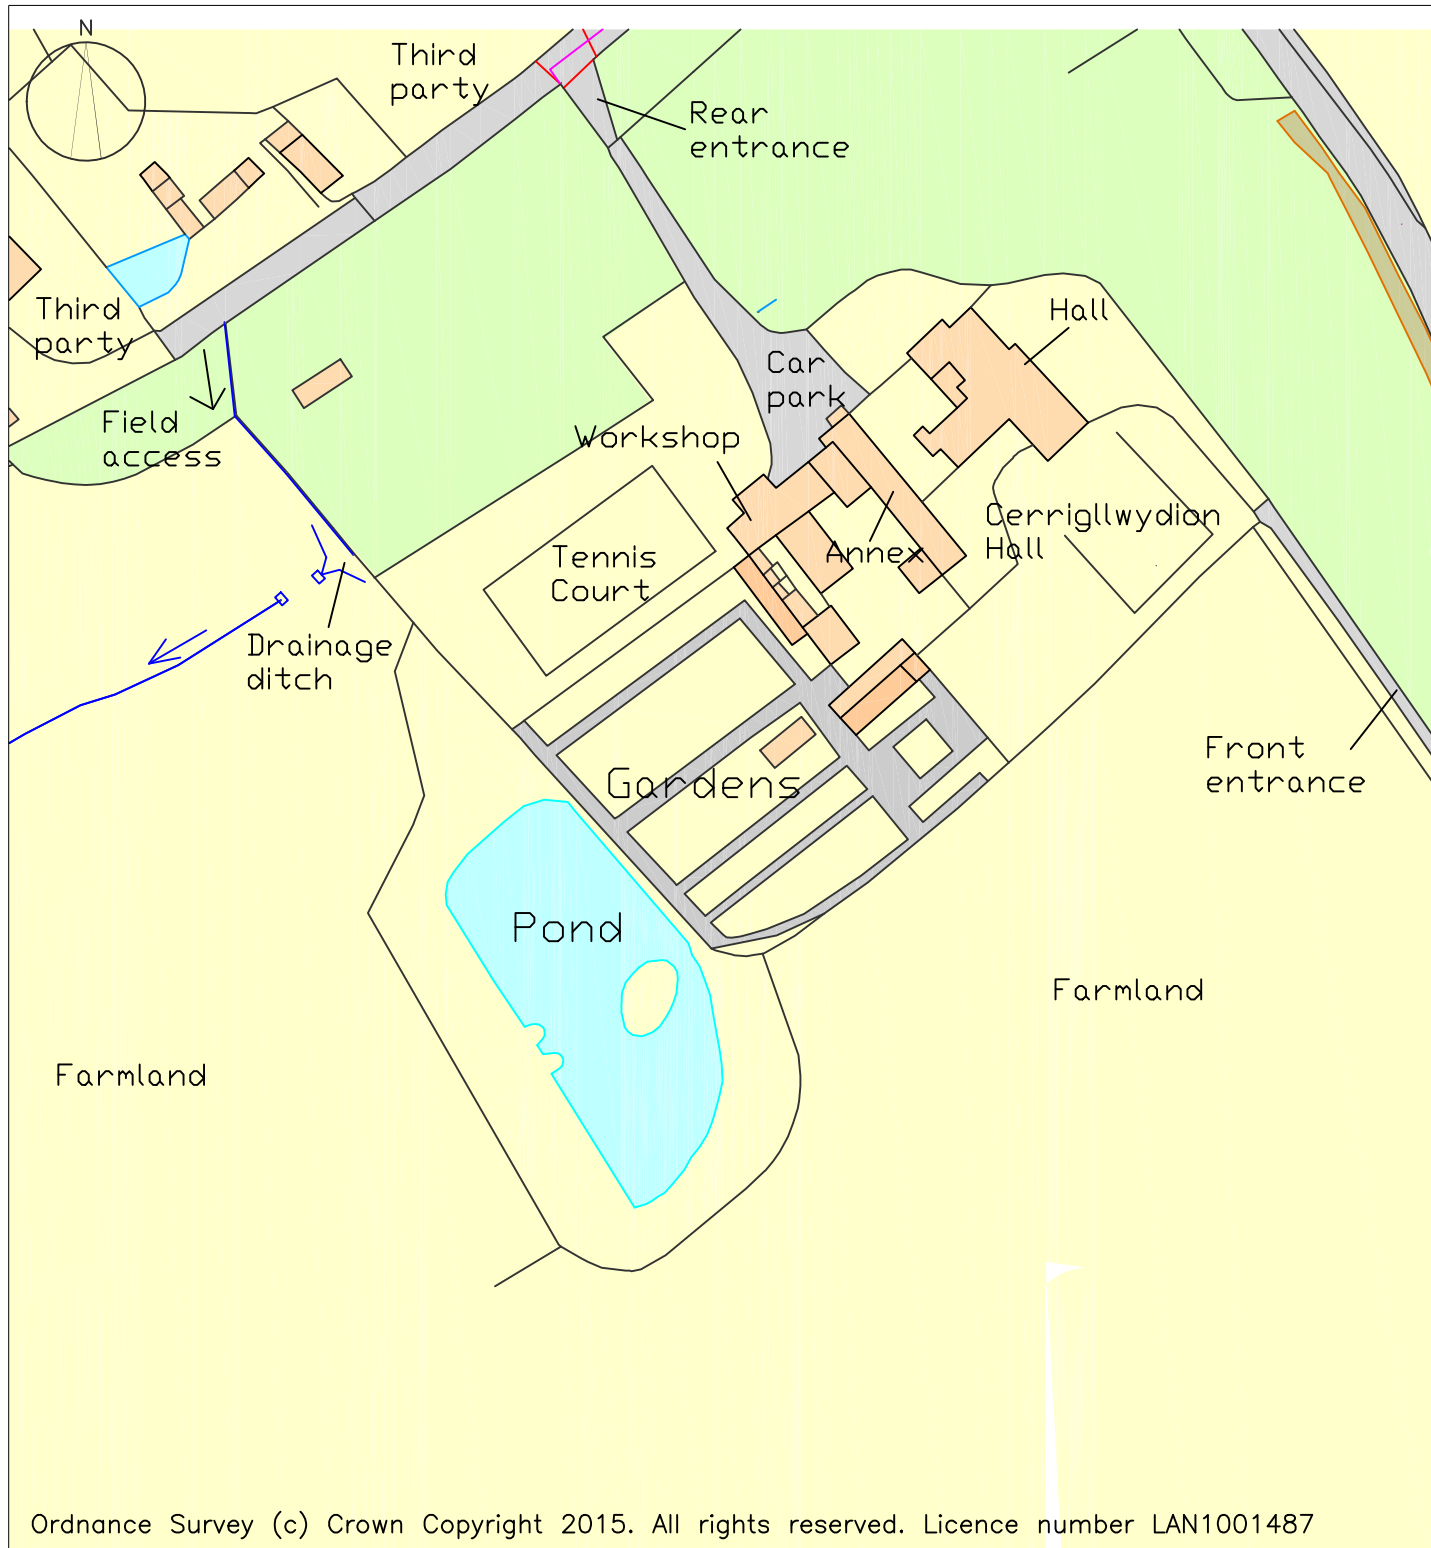 N
Third
party
Rear
entrance
Third
party
Hall
Car
park
Field
access
Workshop
Cerrigllwydion
Hall
Annex
Tennis
Court
Drainage
ditch
Front
entrance
Gardens
Pond
Farmland
Farmland
Ordnance Survey (c) Crown Copyright 2015. All rights reserved. Licence number LAN1001487